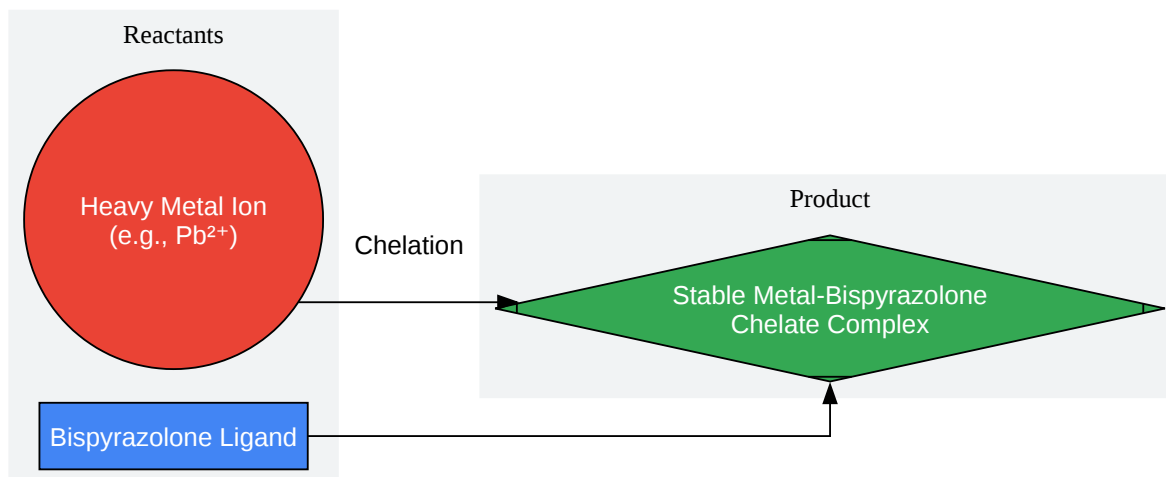 Reactants
Heavy Metal Ion
(e.g., Pb²⁺)
Bispyrazolone Ligand
Chelation
Product
Stable Metal-Bispyrazolone
Chelate Complex